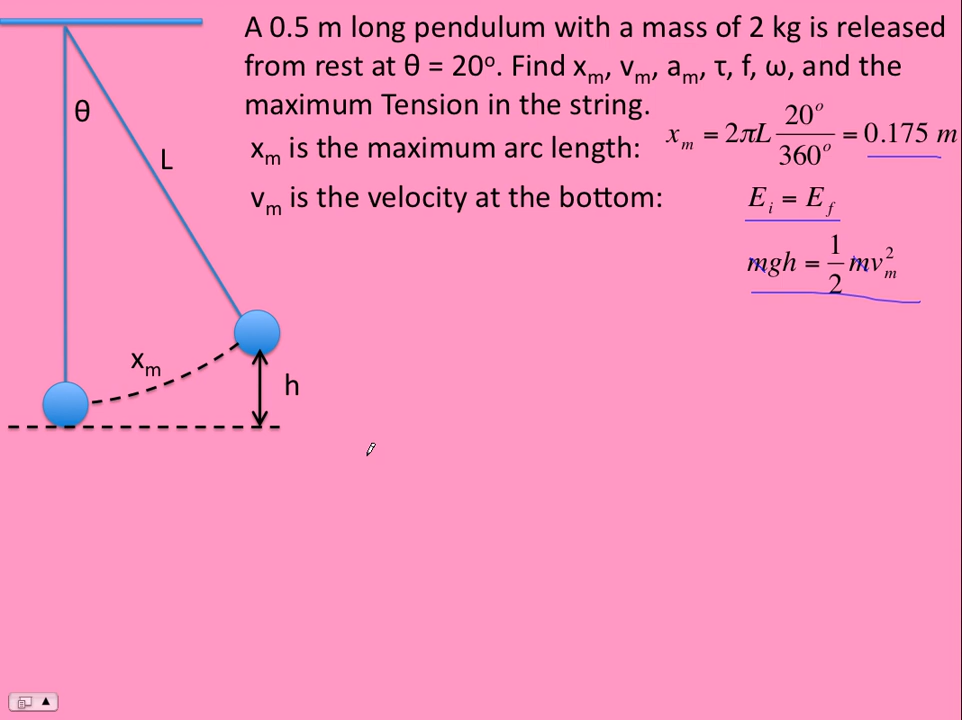 A 0.5 m long pendulum with a mass of 2 kg is released
from rest at θ = 20º. Find xₘ, vₘ, aₘ, τ, f, ω, and the
maximum Tension in the string.
xₘ is the maximum arc length: xₘ = 2πL 20°/360° = 0.175 m
vₘ is the velocity at the bottom: Eᵢ = E_f
mgh = 1/2 mvₘ²
θ
L
xₘ
h